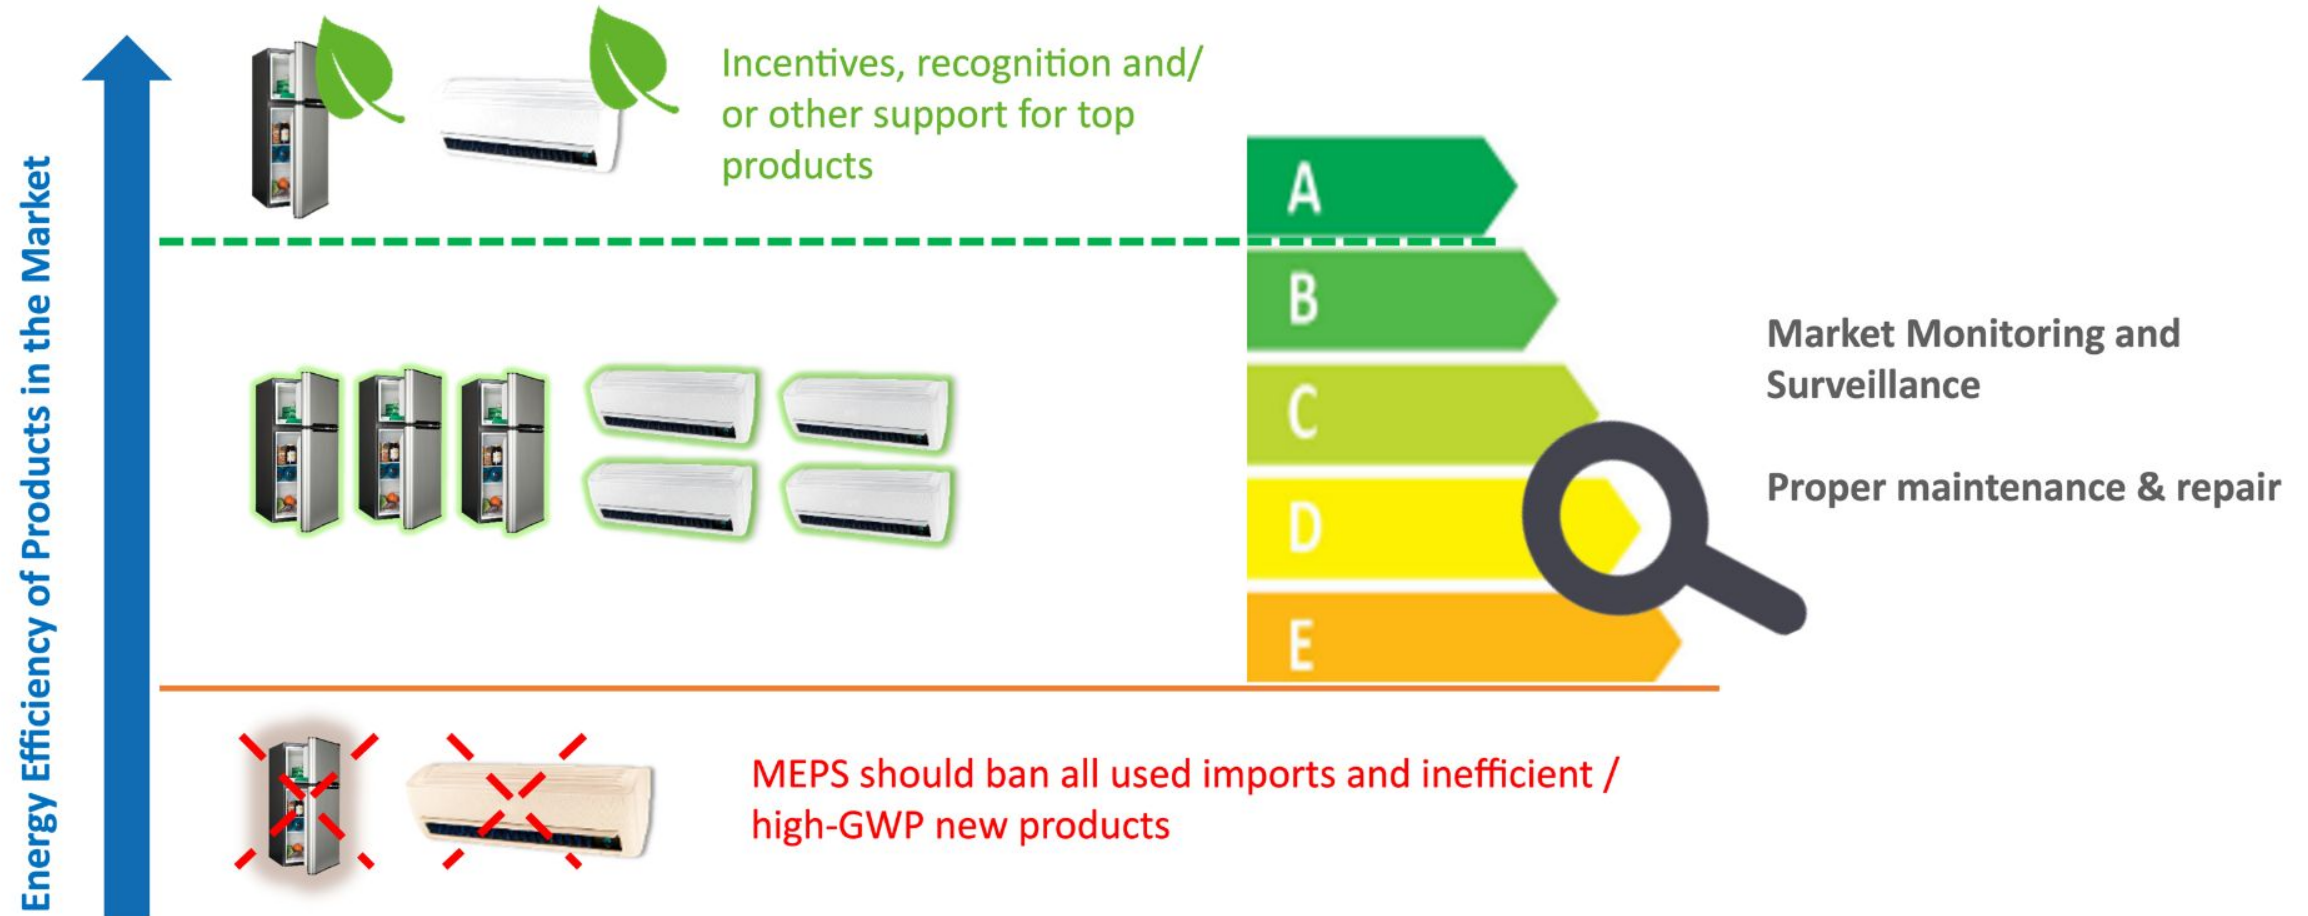 Energy Efficiency of Products in the Market
Incentives, recognition and/
or other support for top
products
A
B
C
D
E
Market Monitoring and
Surveillance
Proper maintenance & repair
MEPS should ban all used imports and inefficient /
high-GWP new products